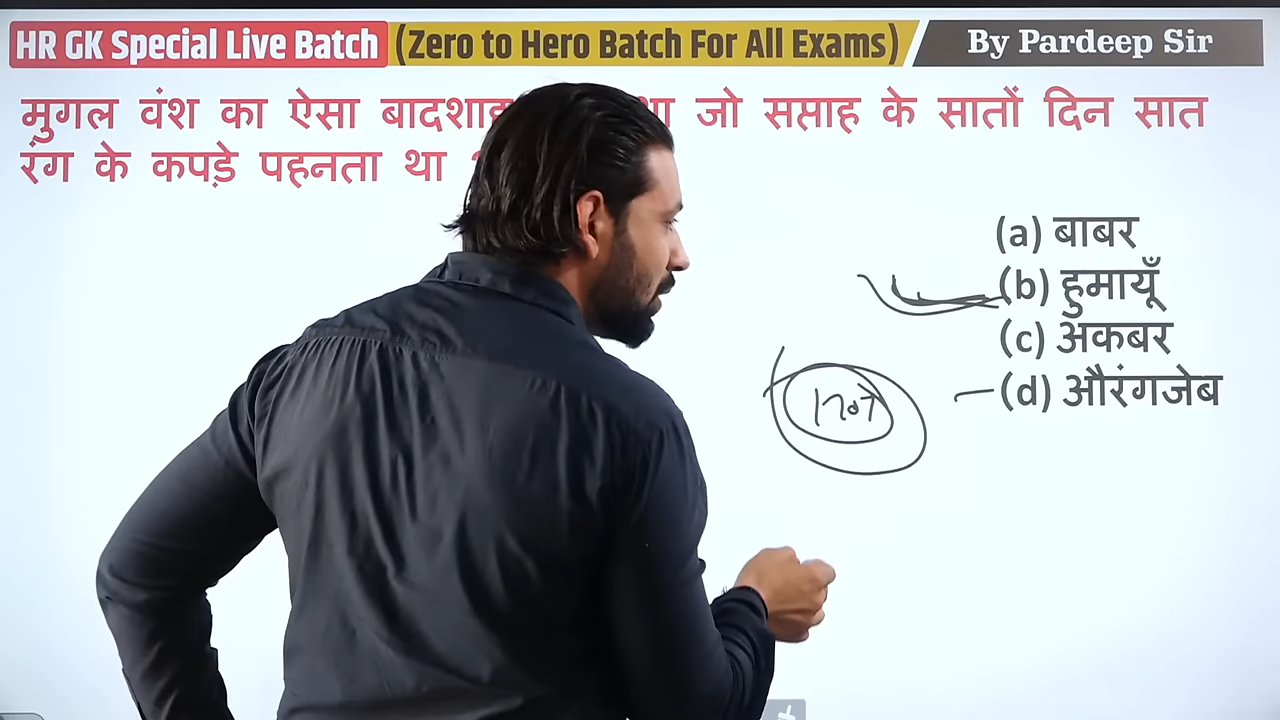 HR GK Special Live Batch (Zero to Hero Batch For All Exams) By Pardeep Sir
मुगल वंश का ऐसा जो सप्ताह के सातों दिन सात
रंग के कपड़े पहनता था
(a) बाबर
(b) हुमायूँ
(c) अकबर
(d) औरंगजेब
1707